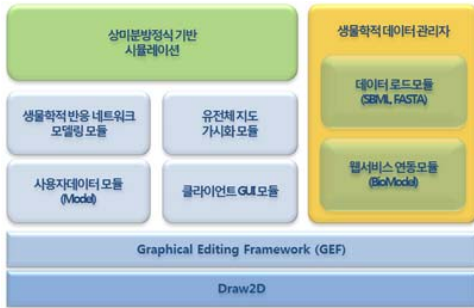 상미분방정식 기반
시뮬레이션
생물학적 데이터 관리자
데이터 로드모듈
(SBML, FASTA)
생물학적 반응 네트워크
모델링 모듈
유전체 지도
가시화 모듈
사용자데이터 모듈
(Model)
클라이언트 GUI 모듈
웹서비스 연동모듈
(BioModel)
Graphical Editing Framework (GEF)
Draw2D